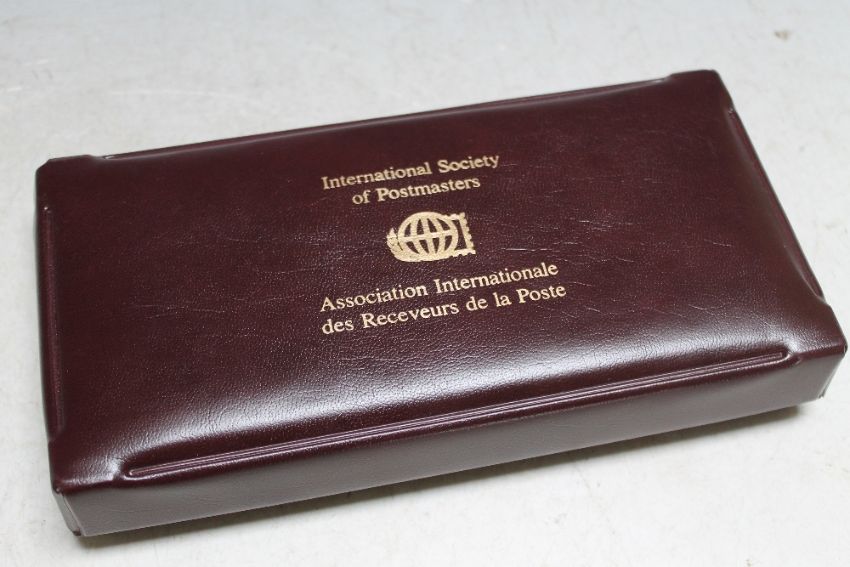 International Society
of Postmasters
Association Internationale
des Receveurs de la Poste